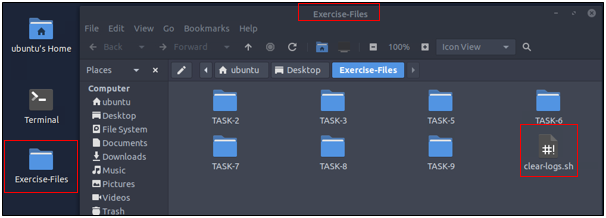 Exercise-Files
ubuntu's Home
Terminal
Exercise-Files
File Edit View Go Bookmarks Help
Back Forward 100% Icon View
Places ubuntu Desktop Exercise-Files
Computer
ubuntu
Desktop
File System
Documents
Downloads
Music
Pictures
Videos
Trash
TASK-2 TASK-3 TASK-5 TASK-6
#!
TASK-7 TASK-8 TASK-9 clear-logs.sh